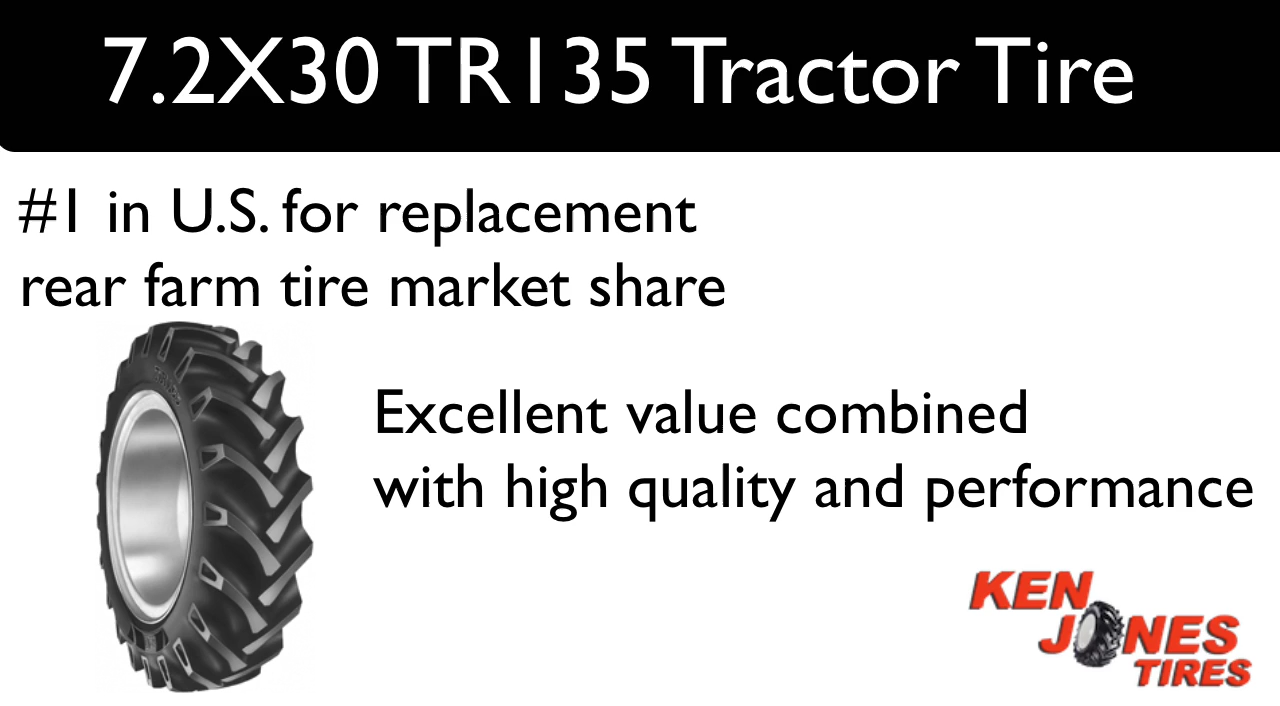 7.2X30 TR135 Tractor Tire
#1 in U.S. for replacement
rear farm tire market share
Excellent value combined
with high quality and performance
KEN
JONES
TIRES